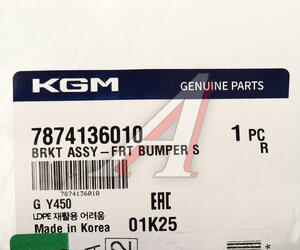 KGM
GENUINE PARTS
7874136010
1 PC
BRKT ASSY-FRT BUMPER S
R
7874136010
G Y450
EAC
LDPE 재활용 어려움
Made in Korea
01K25
2